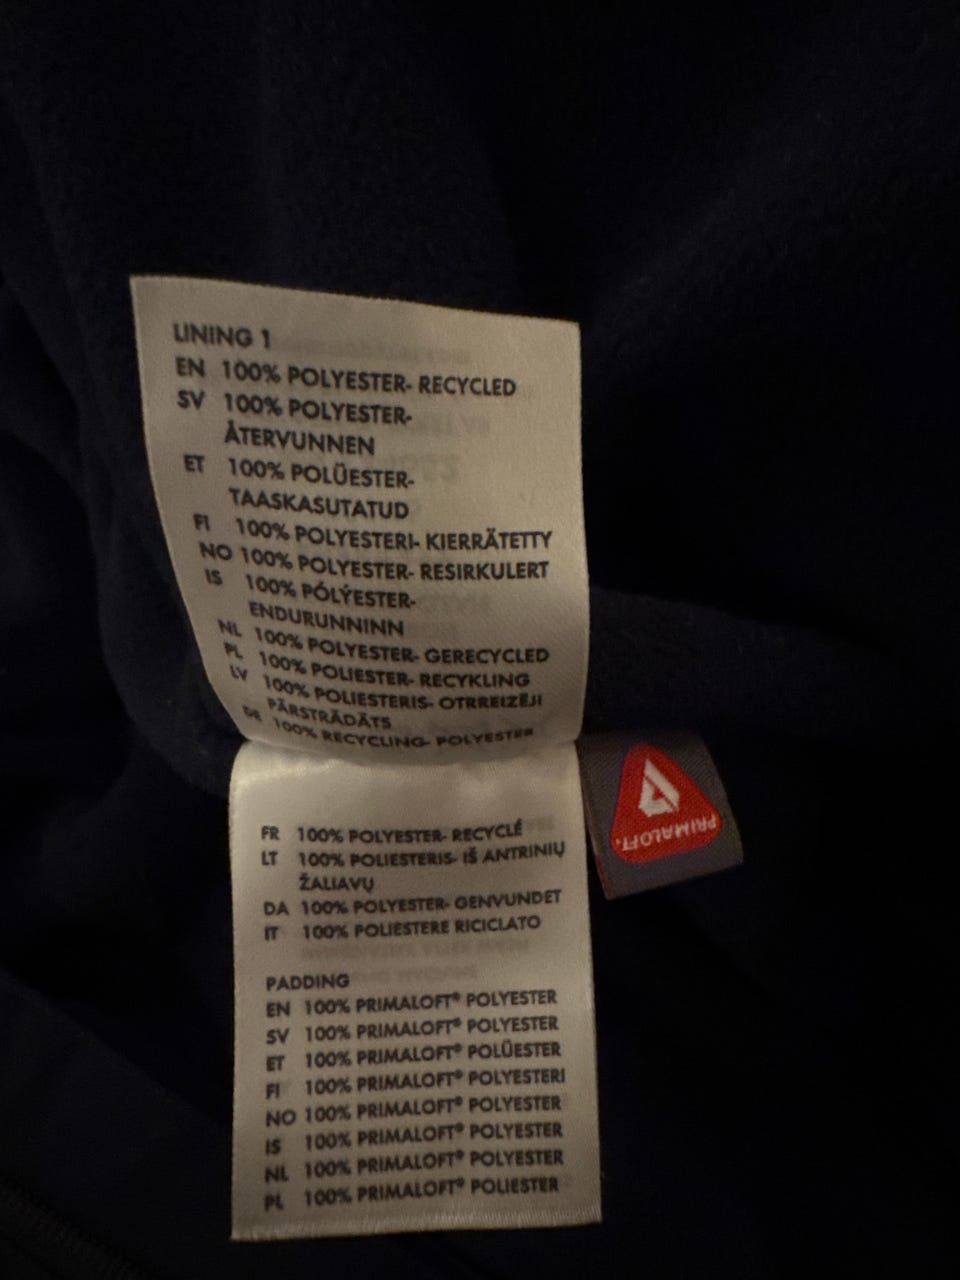 LINING 1
EN 100% POLYESTER- RECYCLED
SV 100% POLYESTER-
ÅTERVUNNEN
ET 100% POLÜESTER-
TAASKASUTATUD
FI 100% POLYESTERI- KIERRÄTETTY
NO 100% POLYESTER- RESIRKULERT
IS 100% PÓLÝESTER-
ENDURUNNINN
NL 100% POLYESTER- GERECYCLED
PL 100% POLIESTER- RECYKLING
LV 100% POLIESTERIS- OTRREIZĒJI
PĀRSTRĀDĀTS
DE 100% RECYCLING- POLYESTER
FR 100% POLYESTER- RECYCLÉ
LT 100% POLIESTERIS- IŠ ANTRINIŲ
ŽALIAVŲ
DA 100% POLYESTER- GENVUNDET
IT 100% POLIESTERE RICICLATO
PADDING
EN 100% PRIMALOFT® POLYESTER
SV 100% PRIMALOFT® POLYESTER
ET 100% PRIMALOFT® POLÜESTER
FI 100% PRIMALOFT® POLYESTERI
NO 100% PRIMALOFT® POLYESTER
IS 100% PRIMALOFT® POLYESTER
NL 100% PRIMALOFT® POLYESTER
PL 100% PRIMALOFT® POLIESTER
PRIMALOFT.